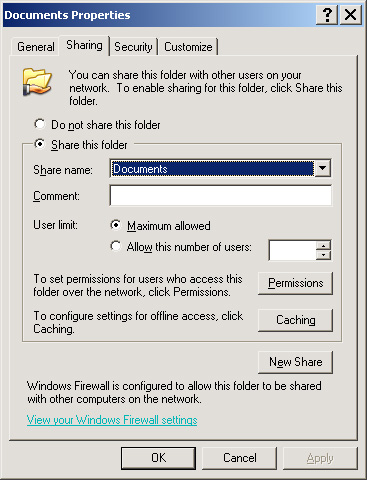 Documents Properties
General Sharing Security Customize
You can share this folder with other users on your
network. To enable sharing for this folder, click Share this
folder.
Do not share this folder
Share this folder
Share name: Documents
Comment:
User limit: Maximum allowed
Allow this number of users:
To set permissions for users who access this
folder over the network, click Permissions.
Permissions
To configure settings for offline access, click
Caching.
Caching
New Share
Windows Firewall is configured to allow this folder to be shared
with other computers on the network.
View your Windows Firewall settings
OK Cancel Apply